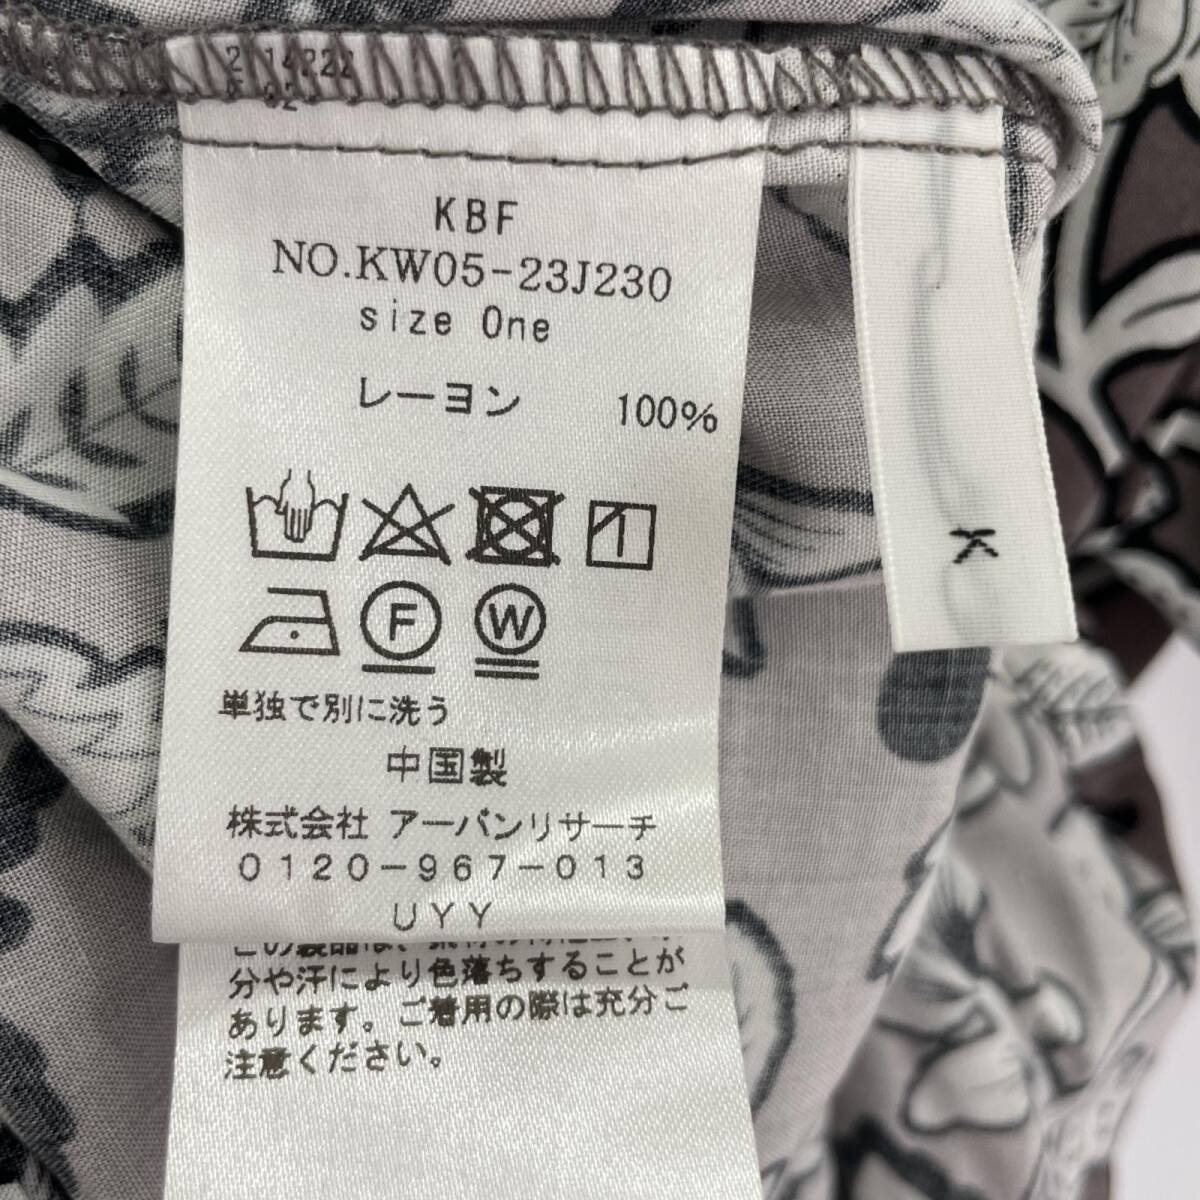 KBF
NO.KW05-23J230
size One
レーヨン 100%
F W
単独で別に洗う
中国製
株式会社 アーバンリサーチ
0120-967-013
UYY
分や汗により色落ちすることが
あります。ご着用の際は充分ご
注意ください。
K